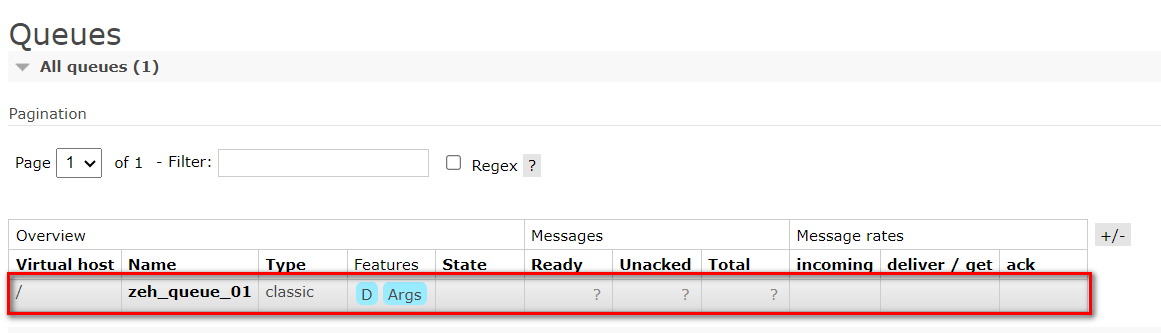 Queues
All queues (1)
Pagination
Page 1 of 1 - Filter: Regex ?
Overview Messages Message rates +/-
Virtual host Name Type Features State Ready Unacked Total incoming deliver / get ack
/ zeh_queue_01 classic D Args ? ? ?